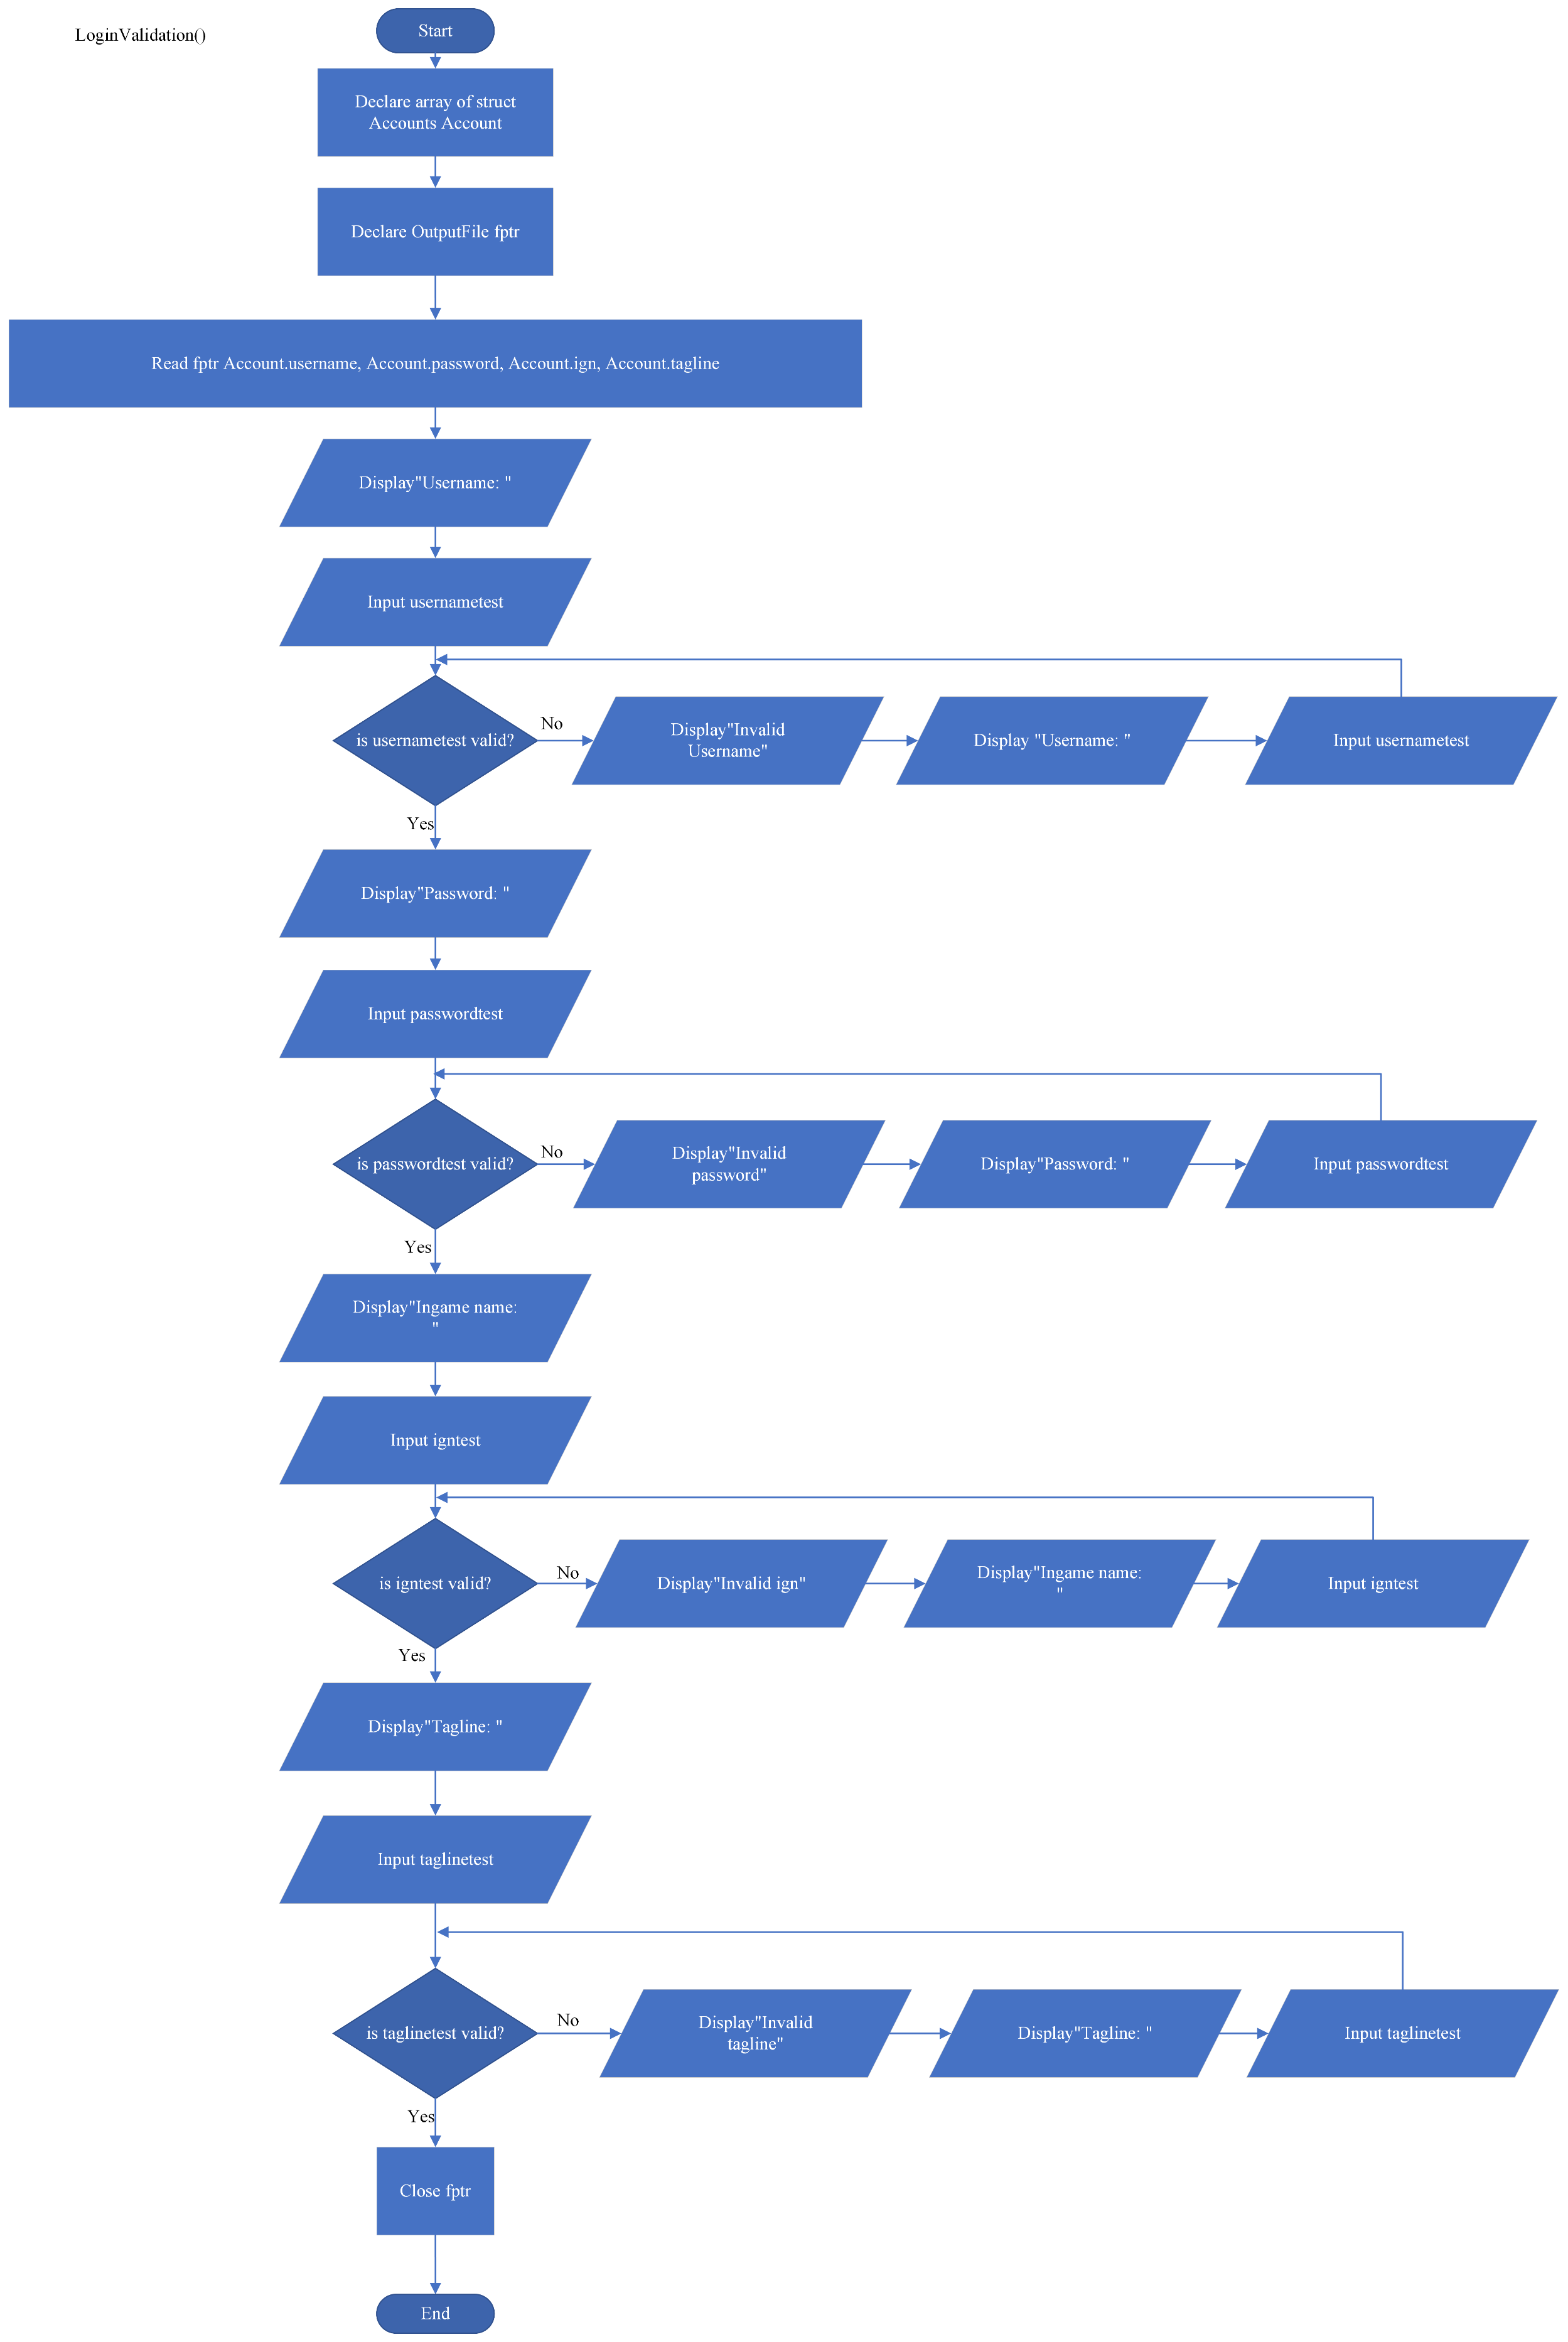 LoginValidation()
Start
Declare array of struct
Accounts Account
Declare OutputFile fptr
Read fptr Account.username, Account.password, Account.ign, Account.tagline
Display"Username: "
Input usernametest
is usernametest valid?
No
Display"Invalid
Username"
Display "Username: "
Input usernametest
Yes
Display"Password: "
Input passwordtest
is passwordtest valid?
No
Display"Invalid
password"
Display"Password: "
Input passwordtest
Yes
Display"Ingame name:
"
Input igntest
is igntest valid?
No
Display"Invalid ign"
Display"Ingame name:
"
Input igntest
Yes
Display"Tagline: "
Input taglinetest
is taglinetest valid?
No
Display"Invalid
tagline"
Display"Tagline: "
Input taglinetest
Yes
Close fptr
End